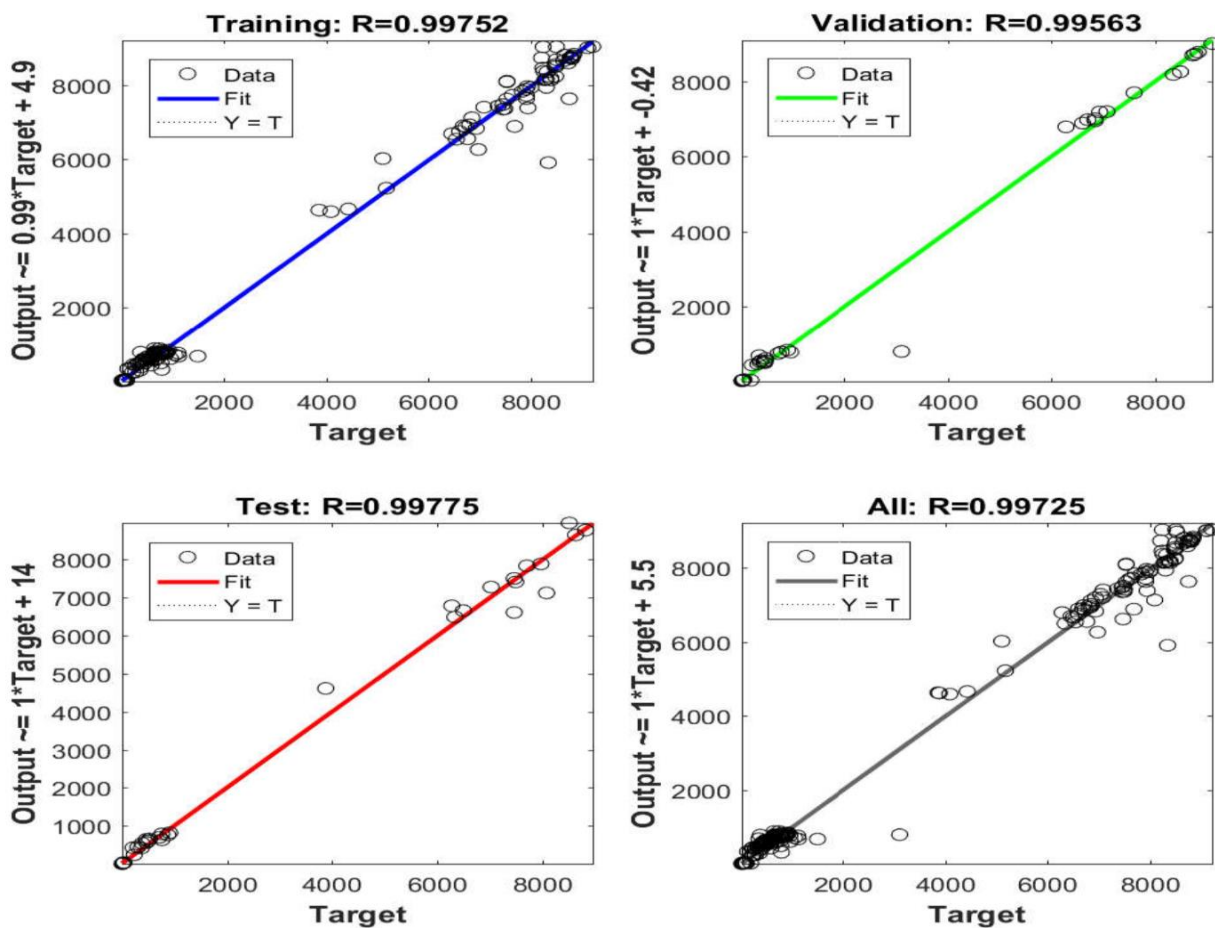 Training: R=0.99752
Output ~= 0.99*Target + 4.9
8000
6000
4000
2000
Data
Fit
Y = T
2000 4000 6000 8000
Target
Validation: R=0.99563
Output ~= 1*Target + -0.42
8000
6000
4000
2000
Data
Fit
Y = T
2000 4000 6000 8000
Target
Test: R=0.99775
Output ~= 1*Target + 14
8000
7000
6000
5000
4000
3000
2000
1000
Data
Fit
Y = T
2000 4000 6000 8000
Target
All: R=0.99725
Output ~= 1*Target + 5.5
8000
6000
4000
2000
Data
Fit
Y = T
2000 4000 6000 8000
Target